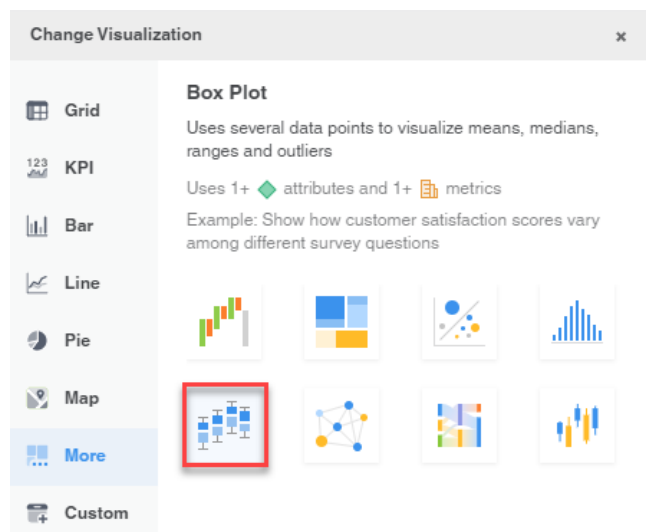 Change Visualization
×
Grid
123
KPI
Bar
Line
Pie
Map
More
Custom
Box Plot
Uses several data points to visualize means, medians,
ranges and outliers
Uses 1+ attributes and 1+ metrics
Example: Show how customer satisfaction scores vary
among different survey questions